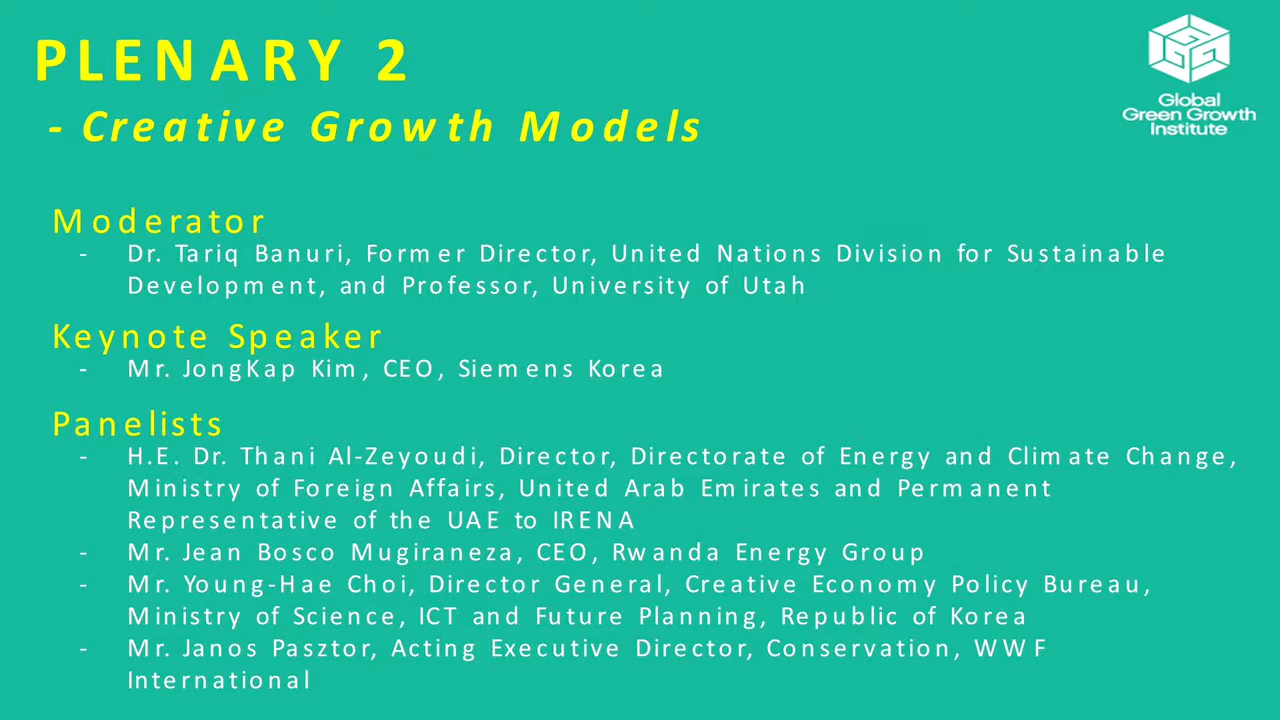 PLENARY 2
- Creative Growth Models
Global
Green Growth
Institute
Moderator
- Dr. Tariq Banuri, Former Director, United Nations Division for Sustainable
Development, and Professor, University of Utah
Keynote Speaker
- Mr. JongKap Kim, CEO, Siemens Korea
Panelists
- H.E. Dr. Thani Al-Zeyoudi, Director, Directorate of Energy and Climate Change,
Ministry of Foreign Affairs, United Arab Emirates and Permanent
Representative of the UAE to IRENA
- Mr. Jean Bosco Mugiraneza, CEO, Rwanda Energy Group
- Mr. Young-Hae Choi, Director General, Creative Economy Policy Bureau,
Ministry of Science, ICT and Future Planning, Republic of Korea
- Mr. Janos Pasztor, Acting Executive Director, Conservation, WWF
International